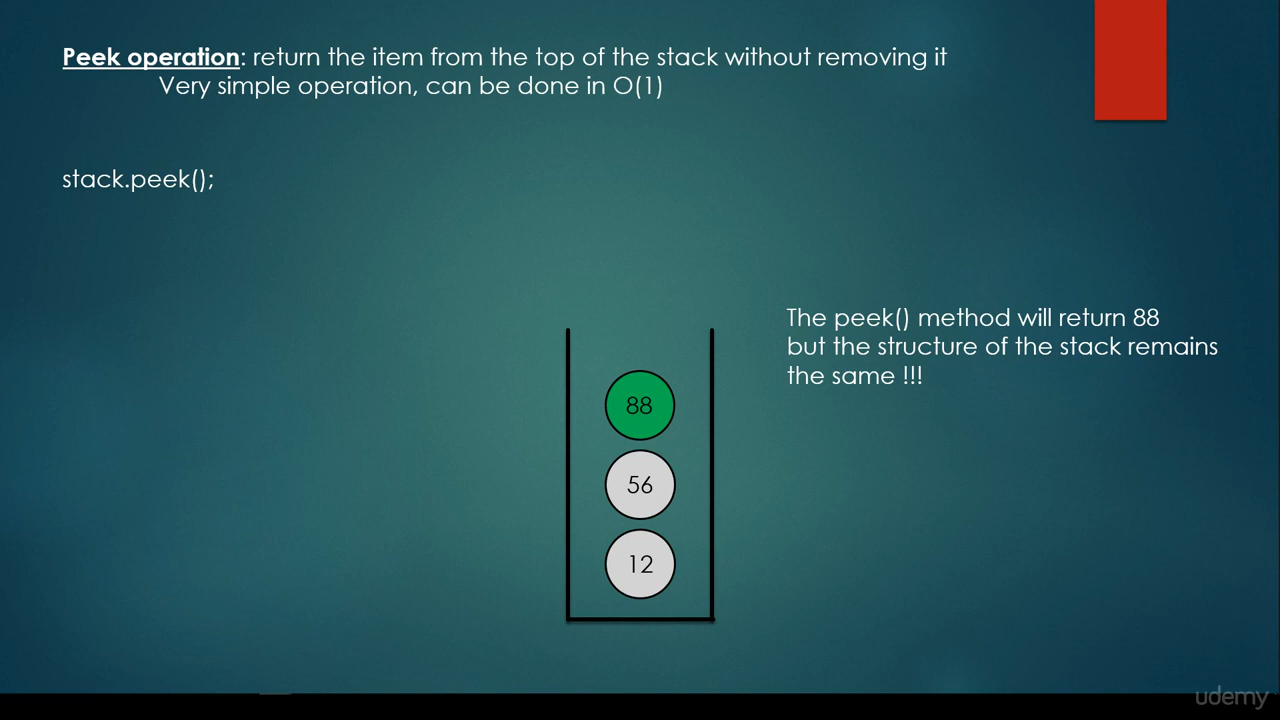 Peek operation: return the item from the top of the stack without removing it
Very simple operation, can be done in O(1)
stack.peek();
The peek() method will return 88
but the structure of the stack remains
the same !!!
88
56
12
udemy